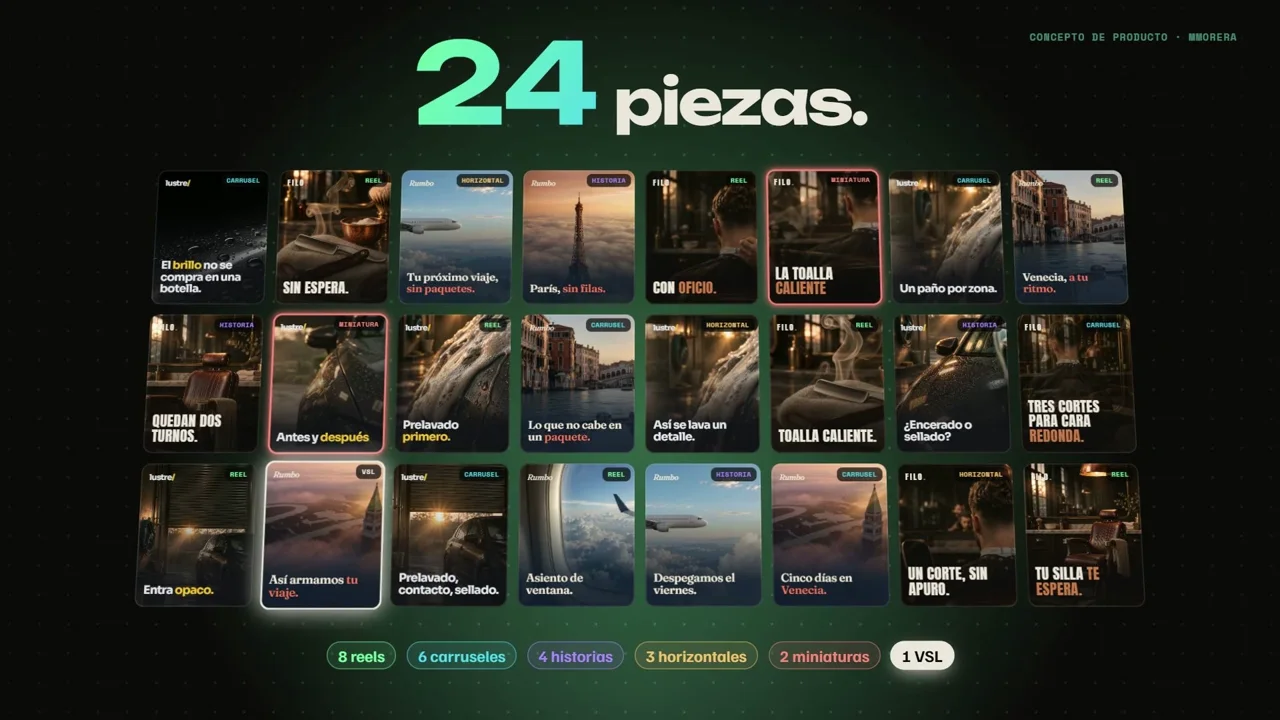 CONCEPTO DE PRODUCTO · MMORERA
24 piezas.
lustre/ CARRUSEL
El brillo no se
compra en una
botella.
FILO. REEL
SIN ESPERA.
Rumbo HORIZONTAL
Tu próximo viaje,
sin paquetes.
Rumbo HISTORIA
París, sin filas.
FILO. REEL
CON OFICIO.
FILO. MINIATURA
LA TOALLA
CALIENTE
lustre/ CARRUSEL
Un paño por zona.
Rumbo REEL
Venecia, a tu
ritmo.
FILO. HISTORIA
QUEDAN DOS
TURNOS.
lustre/ MINIATURA
Antes y después
lustre/ REEL
Prelavado
primero.
Rumbo CARRUSEL
Lo que no cabe en
un paquete.
lustre/ HORIZONTAL
Así se lava un
detalle.
FILO. REEL
TOALLA CALIENTE.
lustre/ HISTORIA
¿Encerado o
sellado?
FILO. CARRUSEL
TRES CORTES
PARA CARA
REDONDA.
lustre/ REEL
Entra opaco.
Rumbo VSL
Así armamos tu
viaje.
lustre/ CARRUSEL
Prelavado,
contacto, sellado.
Rumbo REEL
Asiento de
ventana.
Rumbo HISTORIA
Despegamos el
viernes.
Rumbo CARRUSEL
Cinco días en
Venecia.
FILO. HORIZONTAL
UN CORTE, SIN
APURO.
FILO. REEL
TU SILLA TE
ESPERA.
8 reels
6 carruseles
4 historias
3 horizontales
2 miniaturas
1 VSL